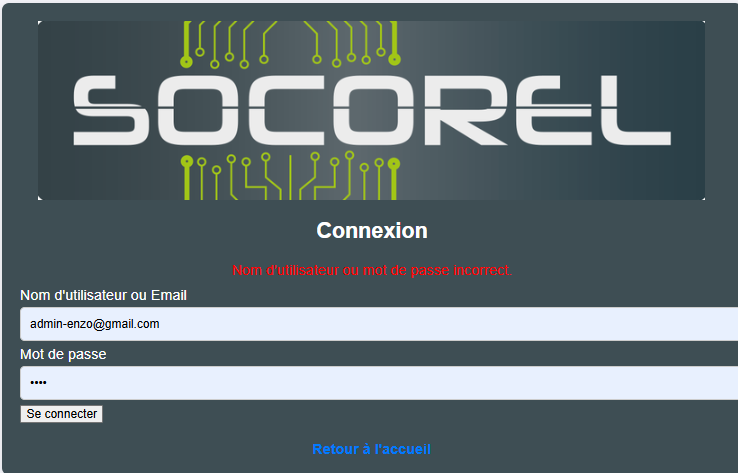 SOCOREL
Connexion
Nom d'utilisateur ou mot de passe incorrect.
Nom d'utilisateur ou Email
admin-enzo@gmail.com
Mot de passe
••••
Se connecter
Retour à l'accueil